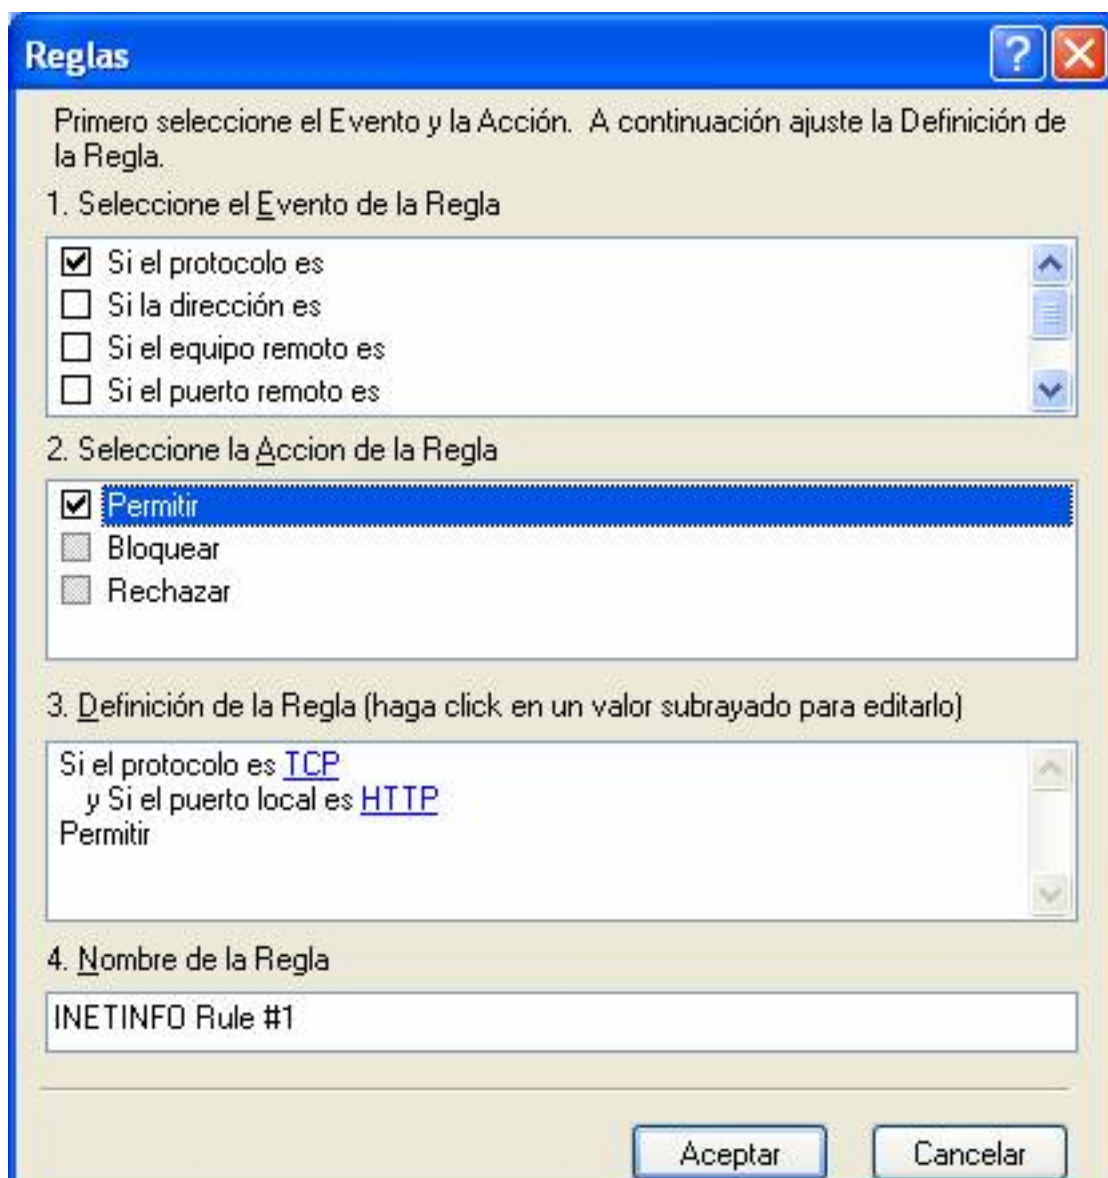 Reglas
Primero seleccione el Evento y la Acción. A continuación ajuste la Definición de
la Regla.
1. Seleccione el Evento de la Regla
Si el protocolo es
Si la dirección es
Si el equipo remoto es
Si el puerto remoto es
2. Seleccione la Accion de la Regla
Permitir
Bloquear
Rechazar
3. Definición de la Regla (haga click en un valor subrayado para editarlo)
Si el protocolo es TCP
y Si el puerto local es HTTP
Permitir
4. Nombre de la Regla
INETINFO Rule #1
Aceptar Cancelar